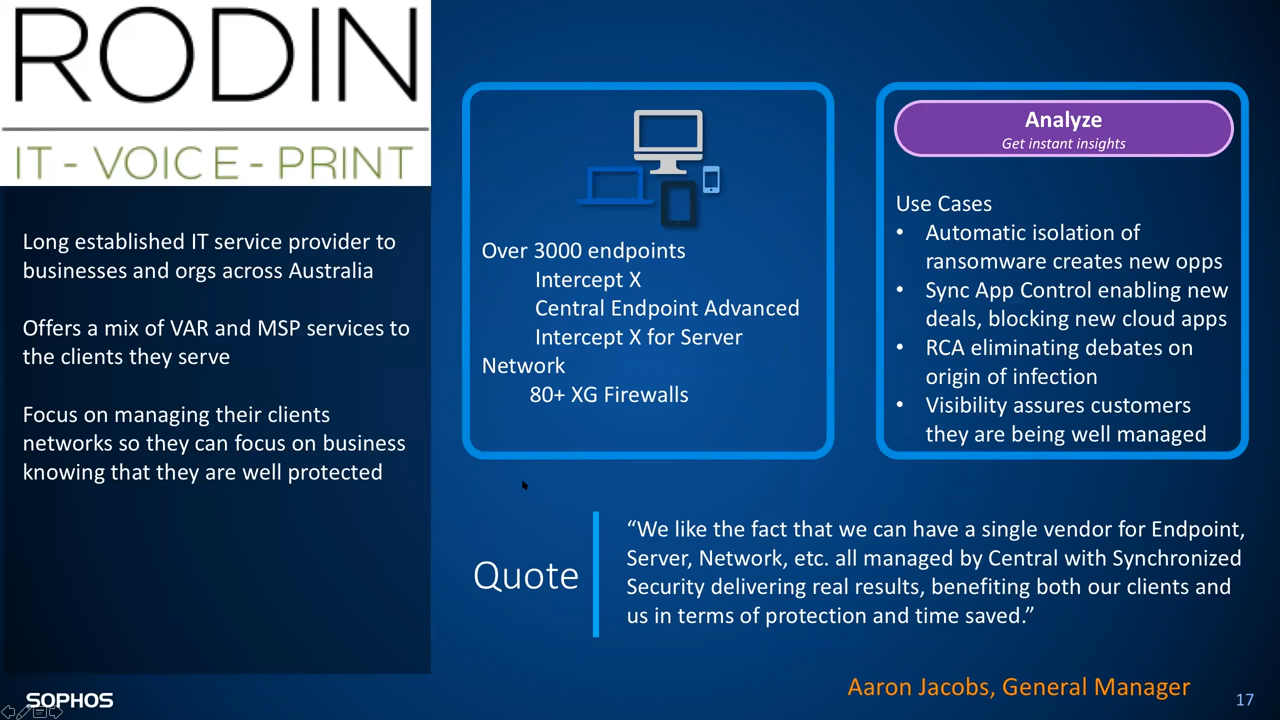 RODIN
IT - VOICE - PRINT
Long established IT service provider to
businesses and orgs across Australia
Offers a mix of VAR and MSP services to
the clients they serve
Focus on managing their clients
networks so they can focus on business
knowing that they are well protected
Over 3000 endpoints
Intercept X
Central Endpoint Advanced
Intercept X for Server
Network
80+ XG Firewalls
Analyze
Get instant insights
Use Cases
• Automatic isolation of
ransomware creates new opps
• Sync App Control enabling new
deals, blocking new cloud apps
• RCA eliminating debates on
origin of infection
• Visibility assures customers
they are being well managed
Quote
“We like the fact that we can have a single vendor for Endpoint,
Server, Network, etc. all managed by Central with Synchronized
Security delivering real results, benefiting both our clients and
us in terms of protection and time saved.”
Aaron Jacobs, General Manager
SOPHOS
17